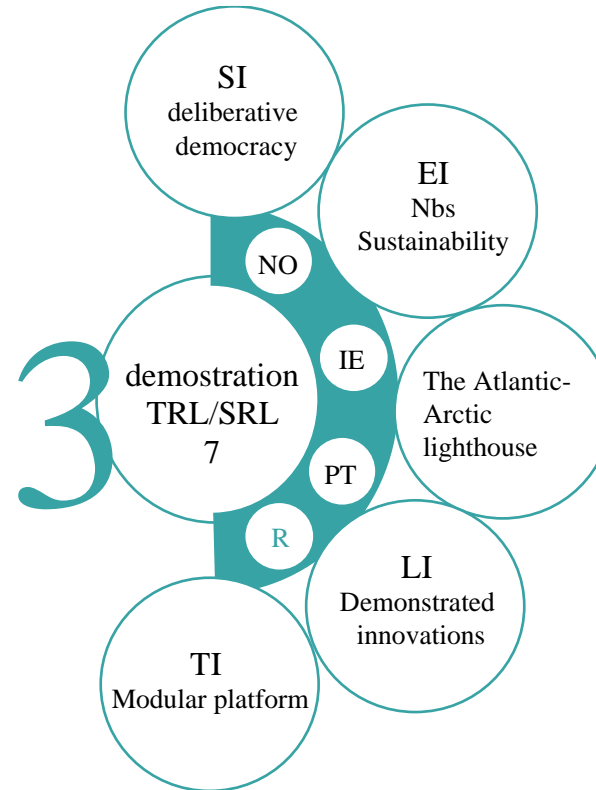 SI
deliberative
democracy
EI
Nbs
Sustainability
NO
IE
3
demostration
TRL/SRL
7
The Atlantic-
Arctic
lighthouse
PT
R
LI
Demonstrated
innovations
TI
Modular platform